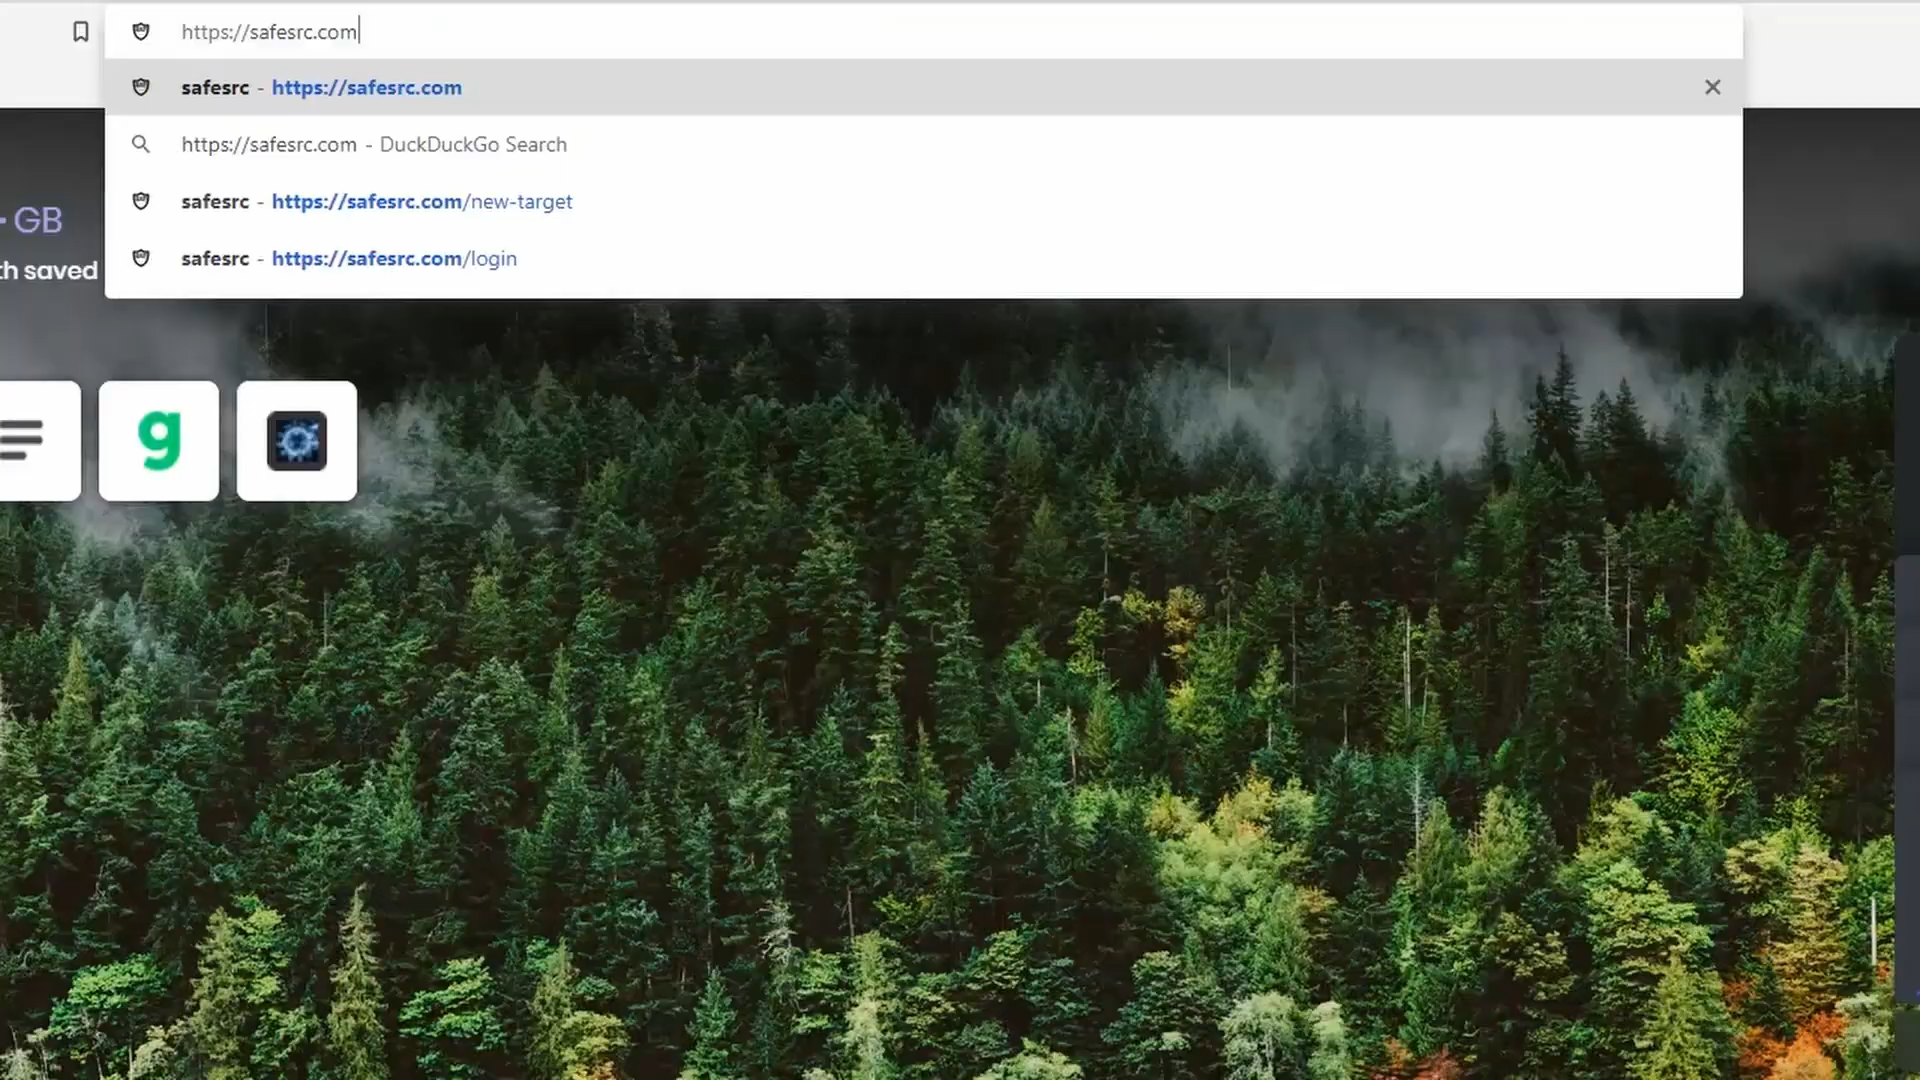 https://safesrc.com
safesrc - https://safesrc.com
https://safesrc.com - DuckDuckGo Search
safesrc - https://safesrc.com/new-target
safesrc - https://safesrc.com/login
GB
th saved
g